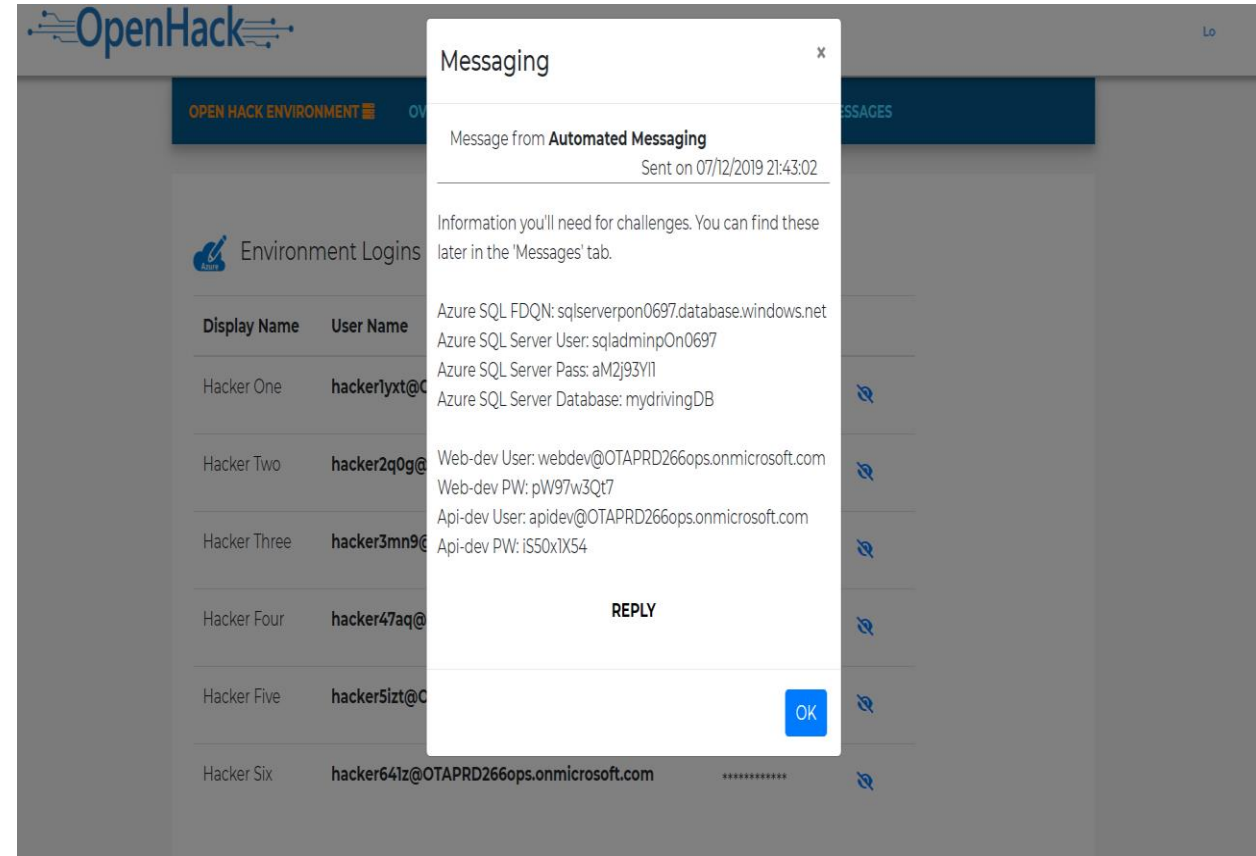 OpenHack
Lo
OPEN HACK ENVIRONMENT
Messaging
x
Message from Automated Messaging
Sent on 07/12/2019 21:43:02
Information you'll need for challenges. You can find these
later in the 'Messages' tab.
Azure SQL FDQN: sqlserverpon0697.database.windows.net
Azure SQL Server User: sqladminpOn0697
Azure SQL Server Pass: aM2j93Yl1
Azure SQL Server Database: mydrivingDB
Web-dev User: webdev@OTAPRD266ops.onmicrosoft.com
Web-dev PW: pW97w3Qt7
Api-dev User: apidev@OTAPRD266ops.onmicrosoft.com
Api-dev PW: iS50x1X54
REPLY
OK
Azure
Environment Logins
Display Name User Name
Hacker One hacker1yxt@
Hacker Two hacker2q0g@
Hacker Three hacker3mn9@
Hacker Four hacker47aq@
Hacker Five hacker5izt@
Hacker Six hacker641z@OTAPRD266ops.onmicrosoft.com ************